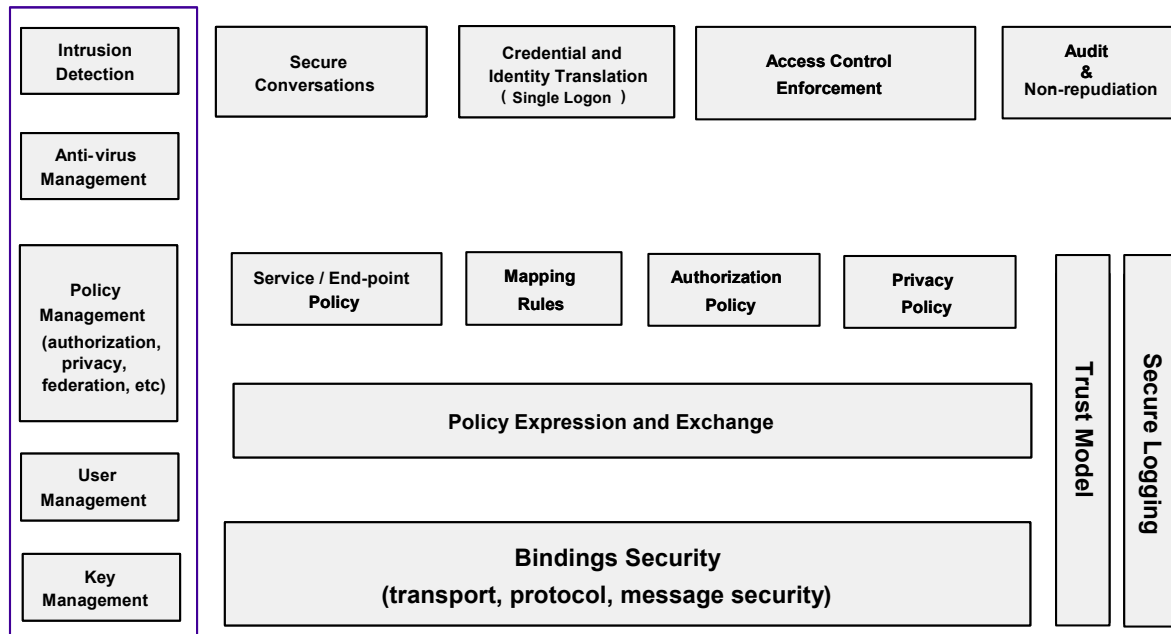 Intrusion
Detection
Anti-virus
Management
Policy
Management
(authorization,
privacy,
federation, etc)
User
Management
Key
Management
Secure
Conversations
Credential and
Identity Translation
( Single Logon )
Access Control
Enforcement
Audit
&
Non-repudiation
Service / End-point
Policy
Mapping
Rules
Authorization
Policy
Privacy
Policy
Policy Expression and Exchange
Bindings Security
(transport, protocol, message security)
Trust Model
Secure Logging